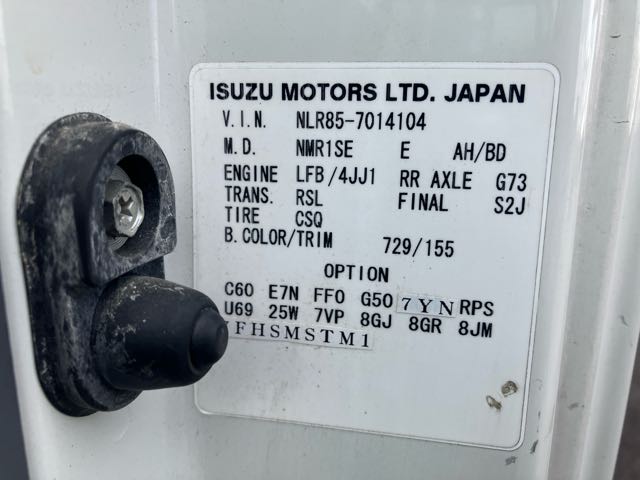 ISUZU MOTORS LTD. JAPAN
V.I.N. NLR85-7014104
M.D. NMR1SE E AH/BD
ENGINE LFB/4JJ1 RR AXLE G73
TRANS. RSL FINAL S2J
TIRE CSQ
B.COLOR/TRIM 729/155
OPTION
C60 E7N FF0 G50 7YN RPS
U69 25W 7VP 8GJ 8GR 8JM
FHSMSTM1